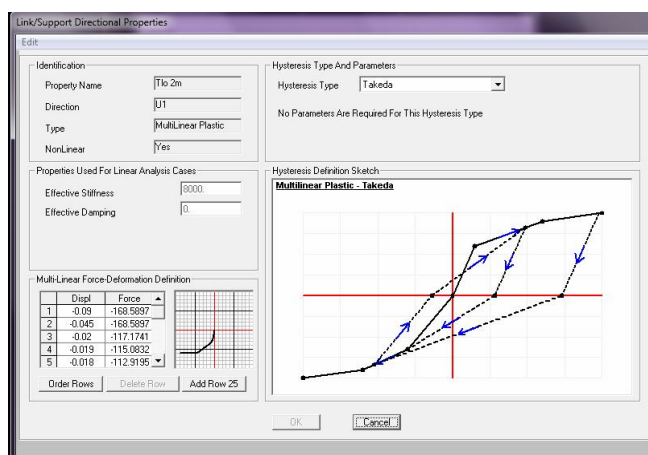 Link/Support Directional Properties
Edit
Identification
Property Name Tlo 2m
Direction U1
Type MultiLinear Plastic
NonLinear Yes
Hysteresis Type And Parameters
Hysteresis Type Takeda
No Parameters Are Required For This Hysteresis Type
Properties Used For Linear Analysis Cases
Effective Stiffness 8000.
Effective Damping 0.
Hysteresis Definition Sketch
Multilinear Plastic - Takeda
Multi-Linear Force-Deformation Definition
Displ Force
1 -0.09 -168.5897
2 -0.045 -168.5897
3 -0.02 -117.1741
4 -0.019 -115.0832
5 -0.018 -112.9195
Order Rows Delete Row Add Row 25
OK Cancel